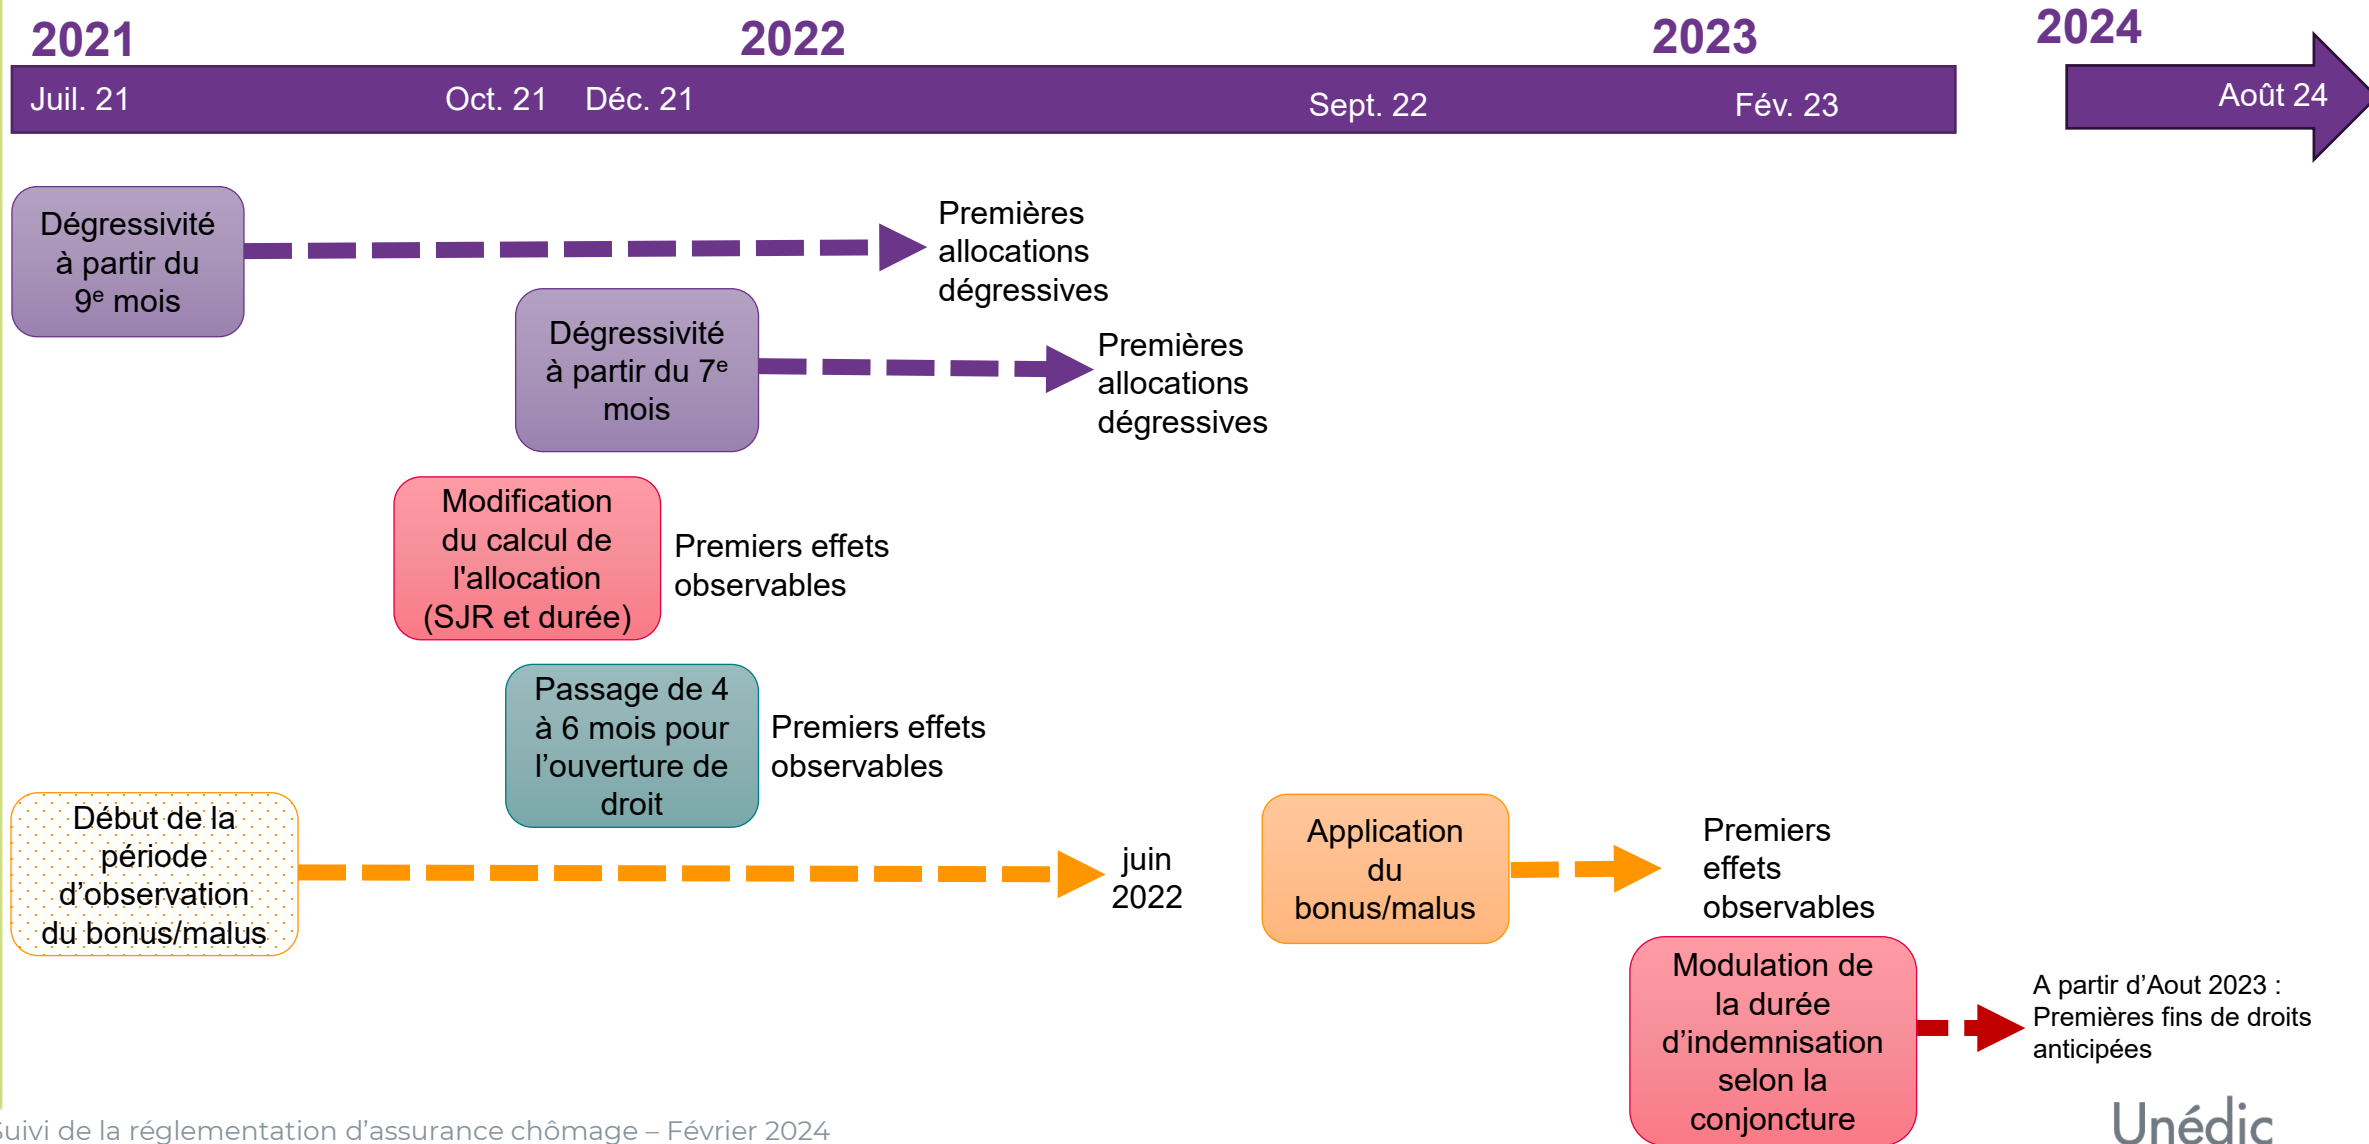 2021
2022
2023
2024
Juil. 21
Oct. 21
Déc. 21
Sept. 22
Fév. 23
Août 24
Dégressivité
à partir du
9e mois
Premières
allocations
dégressives
Dégressivité
à partir du 7e
mois
Premières
allocations
dégressives
Modification
du calcul de
l'allocation
(SJR et durée)
Premiers effets
observables
Passage de 4
à 6 mois pour
l’ouverture de
droit
Premiers effets
observables
Début de la
période
d’observation
du bonus/malus
juin
2022
Application
du
bonus/malus
Premiers
effets
observables
Modulation de
la durée
d’indemnisation
selon la
conjoncture
A partir d’Aout 2023 :
Premières fins de droits
anticipées
Suivi de la réglementation d’assurance chômage – Février 2024
Unédic